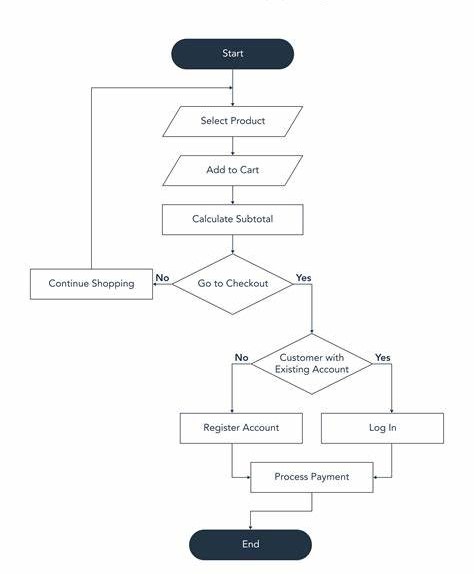 Start
Select Product
Add to Cart
Calculate Subtotal
Continue Shopping
No
Go to Checkout
Yes
No
Customer with
Existing Account
Yes
Register Account
Log In
Process Payment
End